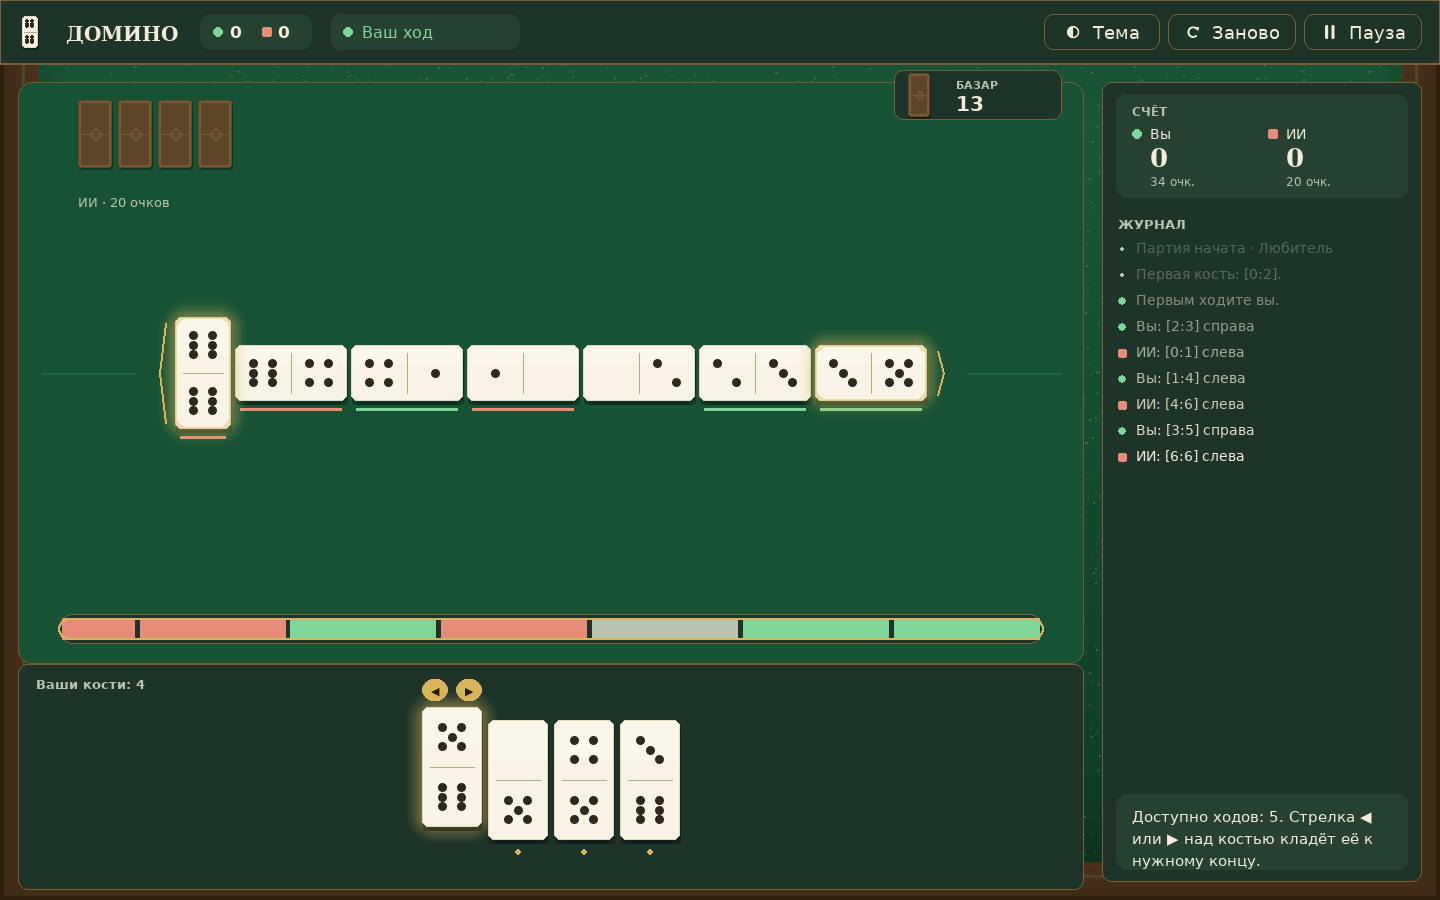 ДОМИНО
0 0
Ваш ход
Тема
Заново
Пауза
БАЗАР
13
ИИ · 20 очков
СЧЁТ
Вы ИИ
0 0
34 очк. 20 очк.
ЖУРНАЛ
Партия начата · Любитель
Первая кость: [0:2].
Первым ходите вы.
Вы: [2:3] справа
ИИ: [0:1] слева
Вы: [1:4] слева
ИИ: [4:6] слева
Вы: [3:5] справа
ИИ: [6:6] слева
Ваши кости: 4
◀ ▶
Доступно ходов: 5. Стрелка ◀
или ▶ над костью кладёт её к
нужному концу.